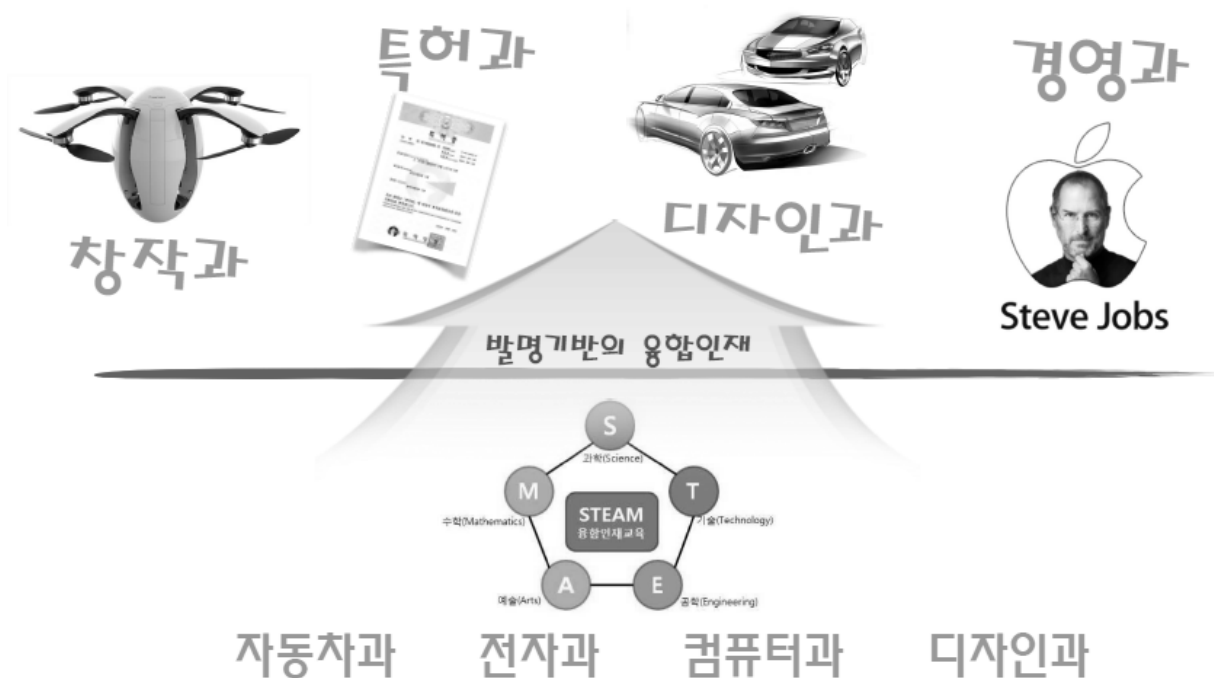 특허과
경영과
창작과
디자인과
Steve Jobs
발명기반의 융합인재
S
과학(Science)
M
T
STEAM
융합인재교육
수학(Mathematics)
기술(Technology)
A
E
예술(Arts)
공학(Engineering)
자동차과 전자과 컴퓨터과 디자인과